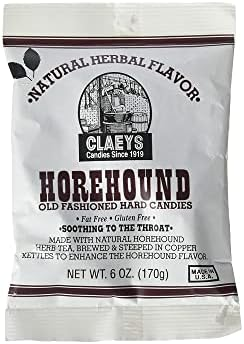 • NATURAL HERBAL FLAVOR •
CLAEYS
Candies Since 1919
HOREHOUND
OLD FASHIONED HARD CANDIES
• Fat Free • Gluten Free •
•SOOTHING TO THE THROAT•
MADE WITH NATURAL HOREHOUND
HERB TEA, BREWED & STEEPED IN COPPER
KETTLES TO ENHANCE THE HOREHOUND FLAVOR.
NET WT. 6 OZ. (170g)
MADE IN
U.S.A.